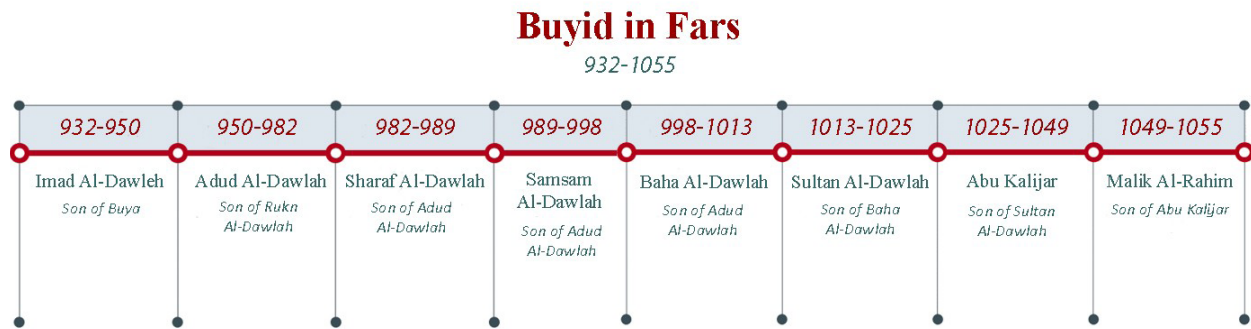 Buyid in Fars
932-1055
932-950
950-982
982-989
989-998
998-1013
1013-1025
1025-1049
1049-1055
Imad Al-Dawleh
Son of Buya
Adud Al-Dawlah
Son of Rukn
Al-Dawlah
Sharaf Al-Dawlah
Son of Adud
Al-Dawlah
Samsam
Al-Dawlah
Son of Adud
Al-Dawlah
Baha Al-Dawlah
Son of Adud
Al-Dawlah
Sultan Al-Dawlah
Son of Baha
Al-Dawlah
Abu Kalijar
Son of Sultan
Al-Dawlah
Malik Al-Rahim
Son of Abu Kalijar